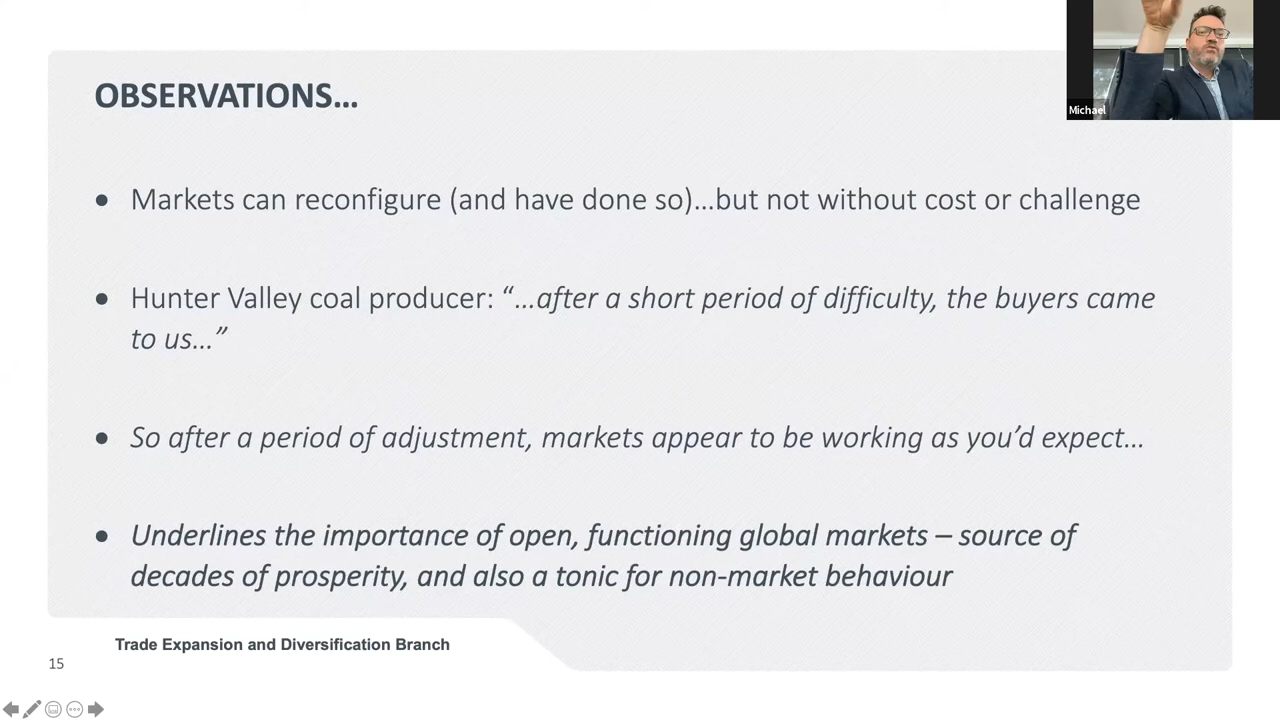 OBSERVATIONS...
Michael
• Markets can reconfigure (and have done so)...but not without cost or challenge
• Hunter Valley coal producer: “...after a short period of difficulty, the buyers came
to us...”
• So after a period of adjustment, markets appear to be working as you’d expect...
• Underlines the importance of open, functioning global markets – source of
decades of prosperity, and also a tonic for non-market behaviour
Trade Expansion and Diversification Branch
15